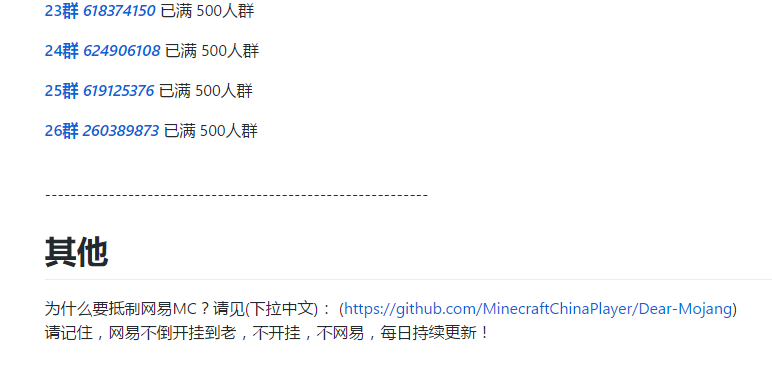 23群 618374150 已满 500人群
24群 624906108 已满 500人群
25群 619125376 已满 500人群
26群 260389873 已满 500人群
------------------------------------------------------------
其他
为什么要抵制网易MC？请见(下拉中文)： (https://github.com/MinecraftChinaPlayer/Dear-Mojang)
请记住，网易不倒开挂到老，不开挂，不网易，每日持续更新！